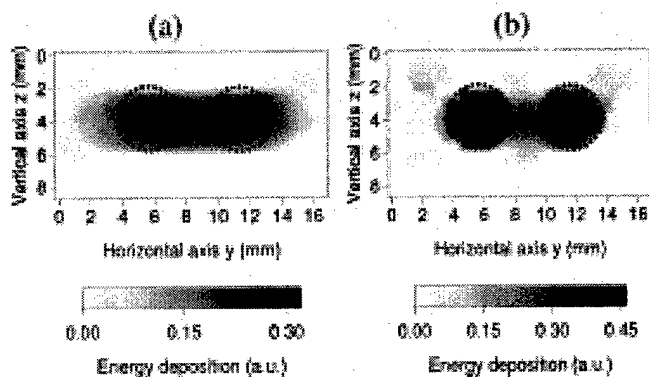 (a) (b)
Vertical axis z (mm)
0
2
4
6
8
0 2 4 6 8 10 12 14 16
Horizontal axis y (mm)
0.00 0.15 0.30
Energy deposition (a.u.)
Vertical axis z (mm)
0
2
4
6
8
0 2 4 6 8 10 12 14 16
Horizontal axis y (mm)
0.00 0.15 0.30 0.45
Energy deposition (a.u.)